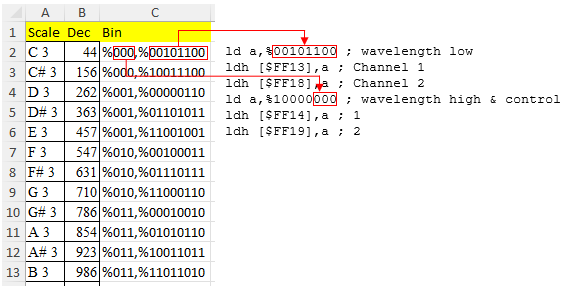 A B C
1 Scale Dec Bin
2 C 3 44 %000,%00101100
3 C# 3 156 %000,%10011100
4 D 3 262 %001,%00000110
5 D# 3 363 %001,%01101011
6 E 3 457 %001,%11001001
7 F 3 547 %010,%00100011
8 F# 3 631 %010,%01110111
9 G 3 710 %010,%11000110
10 G# 3 786 %011,%00010010
11 A 3 854 %011,%01010110
12 A# 3 923 %011,%10011011
13 B 3 986 %011,%11011010
ld a,%00101100 ; wavelength low
ldh [$FF13],a ; Channel 1
ldh [$FF18],a ; Channel 2
ld a,%10000000 ; wavelength high & control
ldh [$FF14],a ; 1
ldh [$FF19],a ; 2